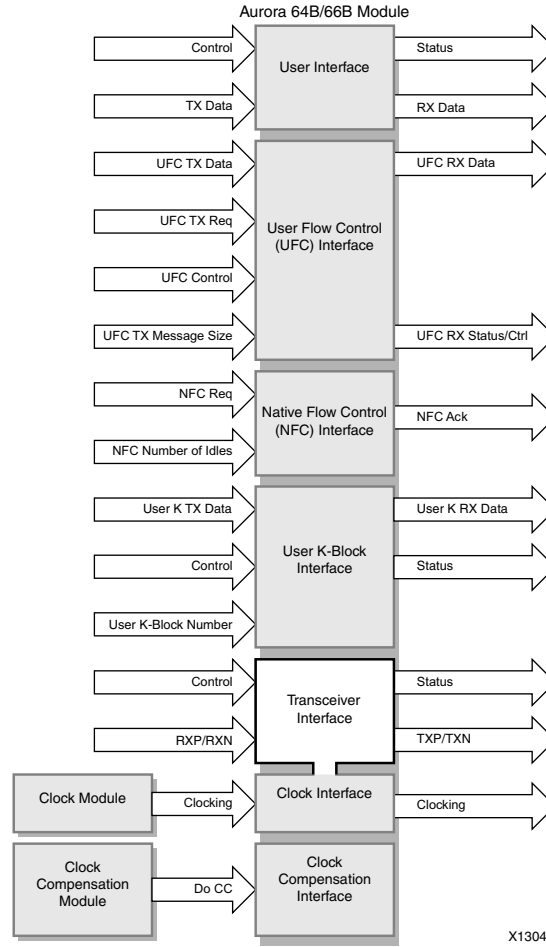 Aurora 64B/66B Module
Control
User Interface
Status
TX Data
RX Data
UFC TX Data
UFC RX Data
UFC TX Req
User Flow Control
(UFC) Interface
UFC Control
UFC TX Message Size
UFC RX Status/Ctrl
NFC Req
Native Flow Control
(NFC) Interface
NFC Ack
NFC Number of Idles
User K TX Data
User K RX Data
User K-Block
Interface
Control
Status
User K-Block Number
Control
Status
Transceiver
Interface
RXP/RXN
TXP/TXN
Clock Module
Clocking
Clock Interface
Clocking
Clock
Compensation
Module
Do CC
Clock
Compensation
Interface
X1304